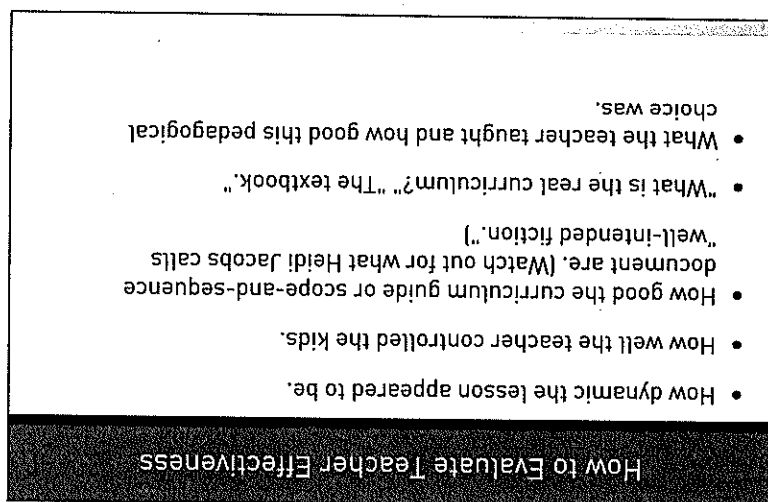 How to Evaluate Teacher Effectiveness
• How dynamic the lesson appeared to be.
• How the well the teacher controlled the kids.
• How good the curriculum guide or scope-and-sequence
document are. (Watch out for what Heidi Jacobs calls
"well-intended fiction.")
• "What is the real curriculum?" "The textbook."
• What the teacher taught and how good this pedagogical
choice was.